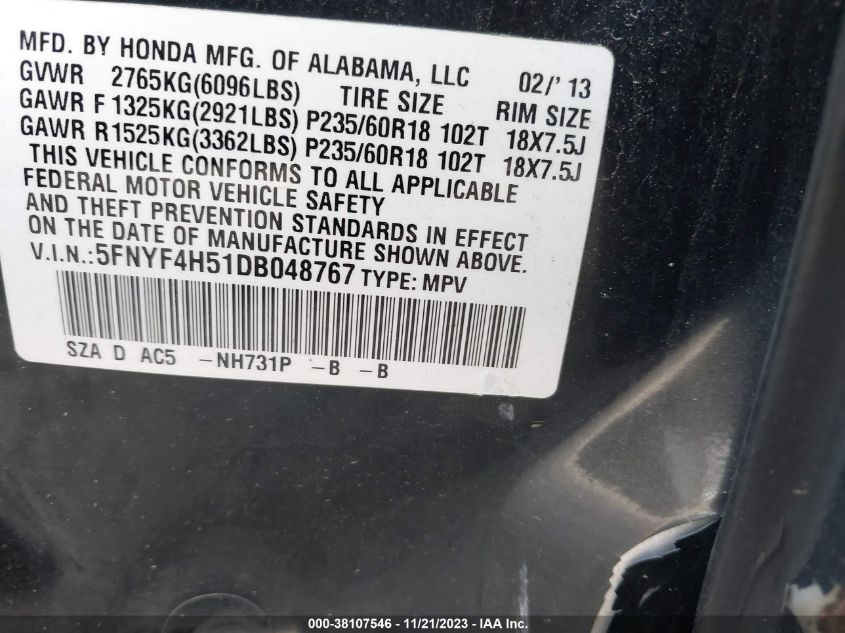 MFD. BY HONDA MFG. OF ALABAMA, LLC 02/' 13
GVWR 2765KG(6096LBS) TIRE SIZE RIM SIZE
GAWR F 1325KG(2921LBS) P235/60R18 102T 18X7.5J
GAWR R1525KG(3362LBS) P235/60R18 102T 18X7.5J
THIS VEHICLE CONFORMS TO ALL APPLICABLE
FEDERAL MOTOR VEHICLE SAFETY
AND THEFT PREVENTION STANDARDS IN EFFECT
ON THE DATE OF MANUFACTURE SHOWN ABOVE.
V.I.N.:5FNYF4H51DB048767 TYPE: MPV
SZA D AC5 -NH731P -B -B
000-38107546 - 11/21/2023 - IAA Inc.